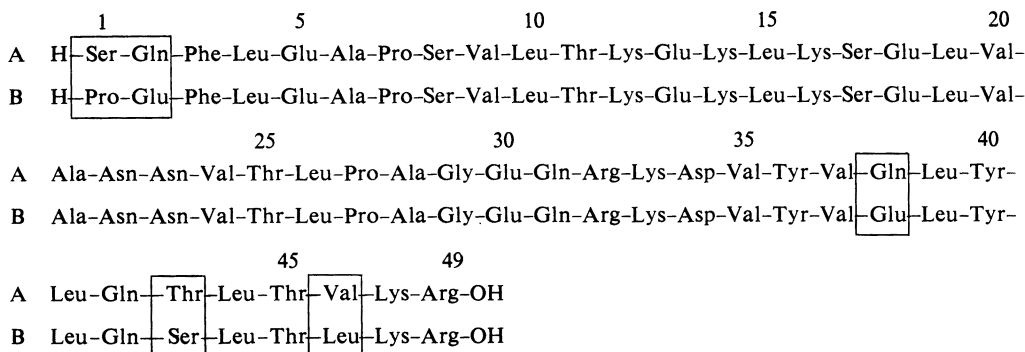 1 5 10 15 20
A H–Ser–Gln–Phe–Leu–Glu–Ala–Pro–Ser–Val–Leu–Thr–Lys–Glu–Lys–Leu–Lys–Ser–Glu–Leu–Val–
B H–Pro–Glu–Phe–Leu–Glu–Ala–Pro–Ser–Val–Leu–Thr–Lys–Glu–Lys–Leu–Lys–Ser–Glu–Leu–Val–
25 30 35 40
A Ala–Asn–Asn–Val–Thr–Leu–Pro–Ala–Gly–Glu–Gln–Arg–Lys–Asp–Val–Tyr–Val–Gln–Leu–Tyr–
B Ala–Asn–Asn–Val–Thr–Leu–Pro–Ala–Gly–Glu–Gln–Arg–Lys–Asp–Val–Tyr–Val–Glu–Leu–Tyr–
45 49
A Leu–Gln–Thr–Leu–Thr–Val–Lys–Arg–OH
B Leu–Gln–Ser–Leu–Thr–Leu–Lys–Arg–OH